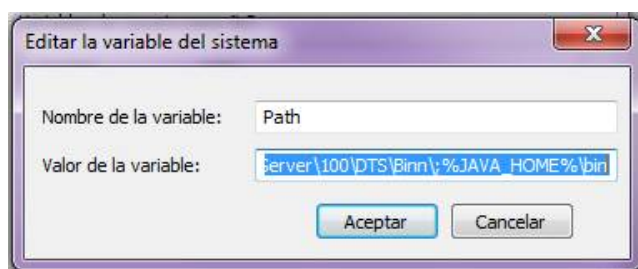 Editar la variable del sistema
Nombre de la variable: Path
Valor de la variable: Server\100\DTS\Binn\;%JAVA_HOME%\bin
Aceptar Cancelar